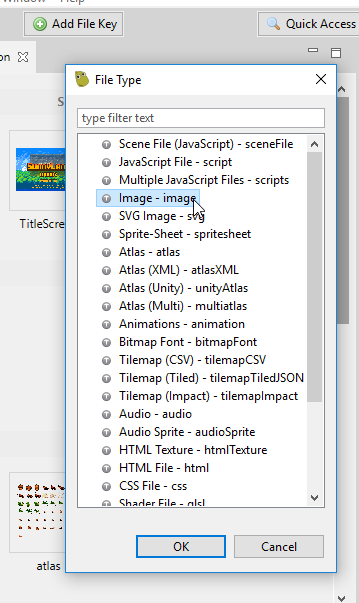 Window Help
Add File Key
Quick Access
on
S
File Type
type filter text
Scene File (JavaScript) - sceneFile
JavaScript File - script
Multiple JavaScript Files - scripts
Image - image
SVG Image - svg
Sprite-Sheet - spritesheet
Atlas - atlas
Atlas (XML) - atlasXML
Atlas (Unity) - unityAtlas
Atlas (Multi) - multiatlas
Animations - animation
Bitmap Font - bitmapFont
Tilemap (CSV) - tilemapCSV
Tilemap (Tiled) - tilemapTiledJSON
Tilemap (Impact) - tilemapImpact
Audio - audio
Audio Sprite - audioSprite
HTML Texture - htmlTexture
HTML File - html
CSS File - css
Shader File - glsl
TitleScre
atlas
OK
Cancel